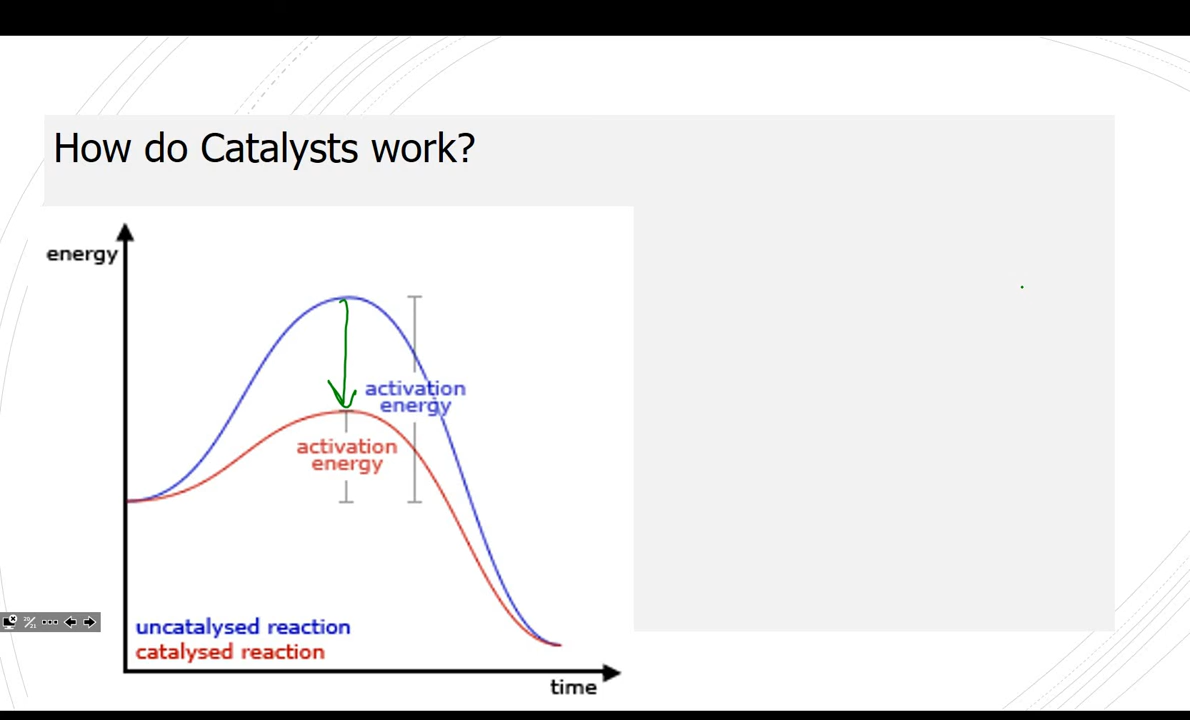 How do Catalysts work?
energy
activation
energy
activation
energy
uncatalysed reaction
catalysed reaction
time